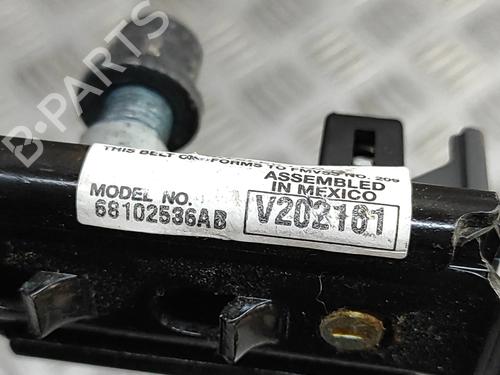 B-PARTS
THIS BELT CONFORMS TO FMVSS NO. 209
ASSEMBLED
IN MEXICO
MODEL NO.
68102536AB
V202161